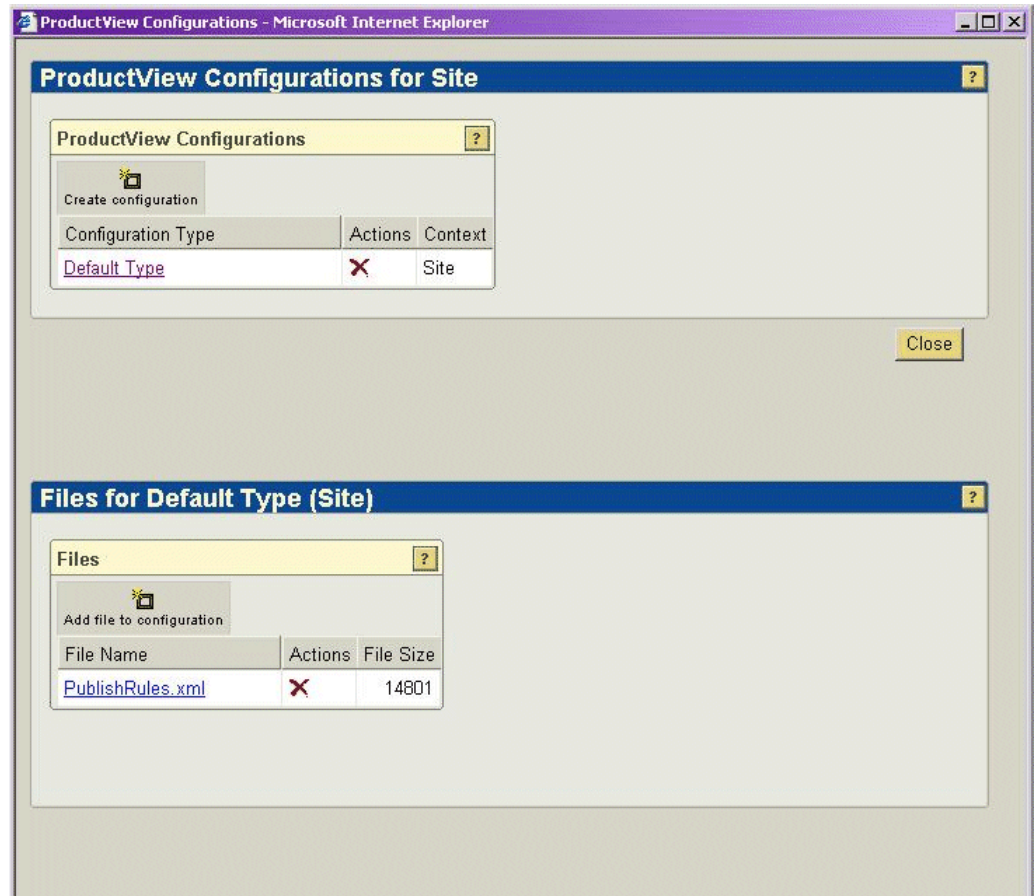 ProductView Configurations - Microsoft Internet Explorer
ProductView Configurations for Site
?
ProductView Configurations
?
Create configuration
Configuration Type Actions Context
Default Type Site
Close
Files for Default Type (Site)
?
Files
?
Add file to configuration
File Name Actions File Size
PublishRules.xml 14801